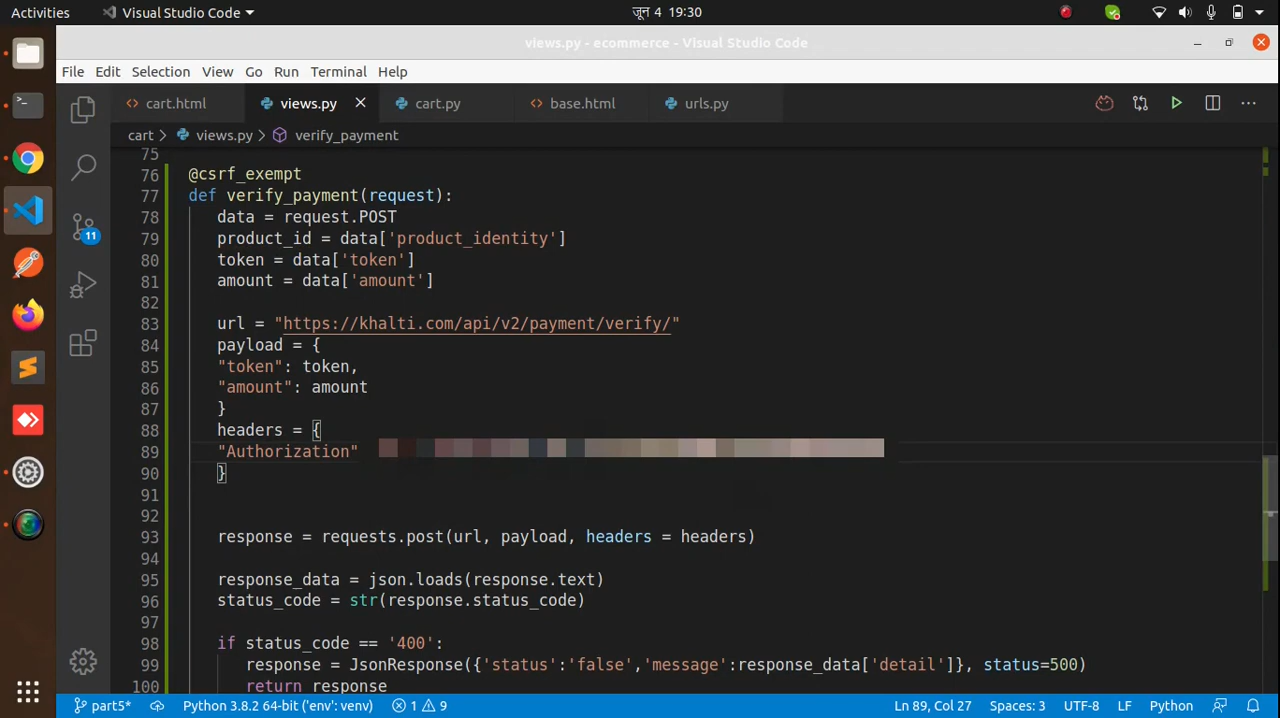 Activities
Visual Studio Code
जून 4 19:30
views.py - ecommerce - Visual Studio Code
File Edit Selection View Go Run Terminal Help
cart.html
views.py
cart.py
base.html
urls.py
cart > views.py > verify_payment
75
76 @csrf_exempt
77 def verify_payment(request):
78 data = request.POST
79 product_id = data['product_identity']
80 token = data['token']
81 amount = data['amount']
82
83 url = "https://khalti.com/api/v2/payment/verify/"
84 payload = {
85 "token": token,
86 "amount": amount
87 }
88 headers = {
89 "Authorization"
90 }
91
92
93 response = requests.post(url, payload, headers = headers)
94
95 response_data = json.loads(response.text)
96 status_code = str(response.status_code)
97
98 if status_code == '400':
99 response = JsonResponse({'status':'false','message':response_data['detail']}, status=500)
100 return response
11
part5* Python 3.8.2 64-bit ('env': venv) 1 9 Ln 89, Col 27 Spaces: 3 UTF-8 LF Python